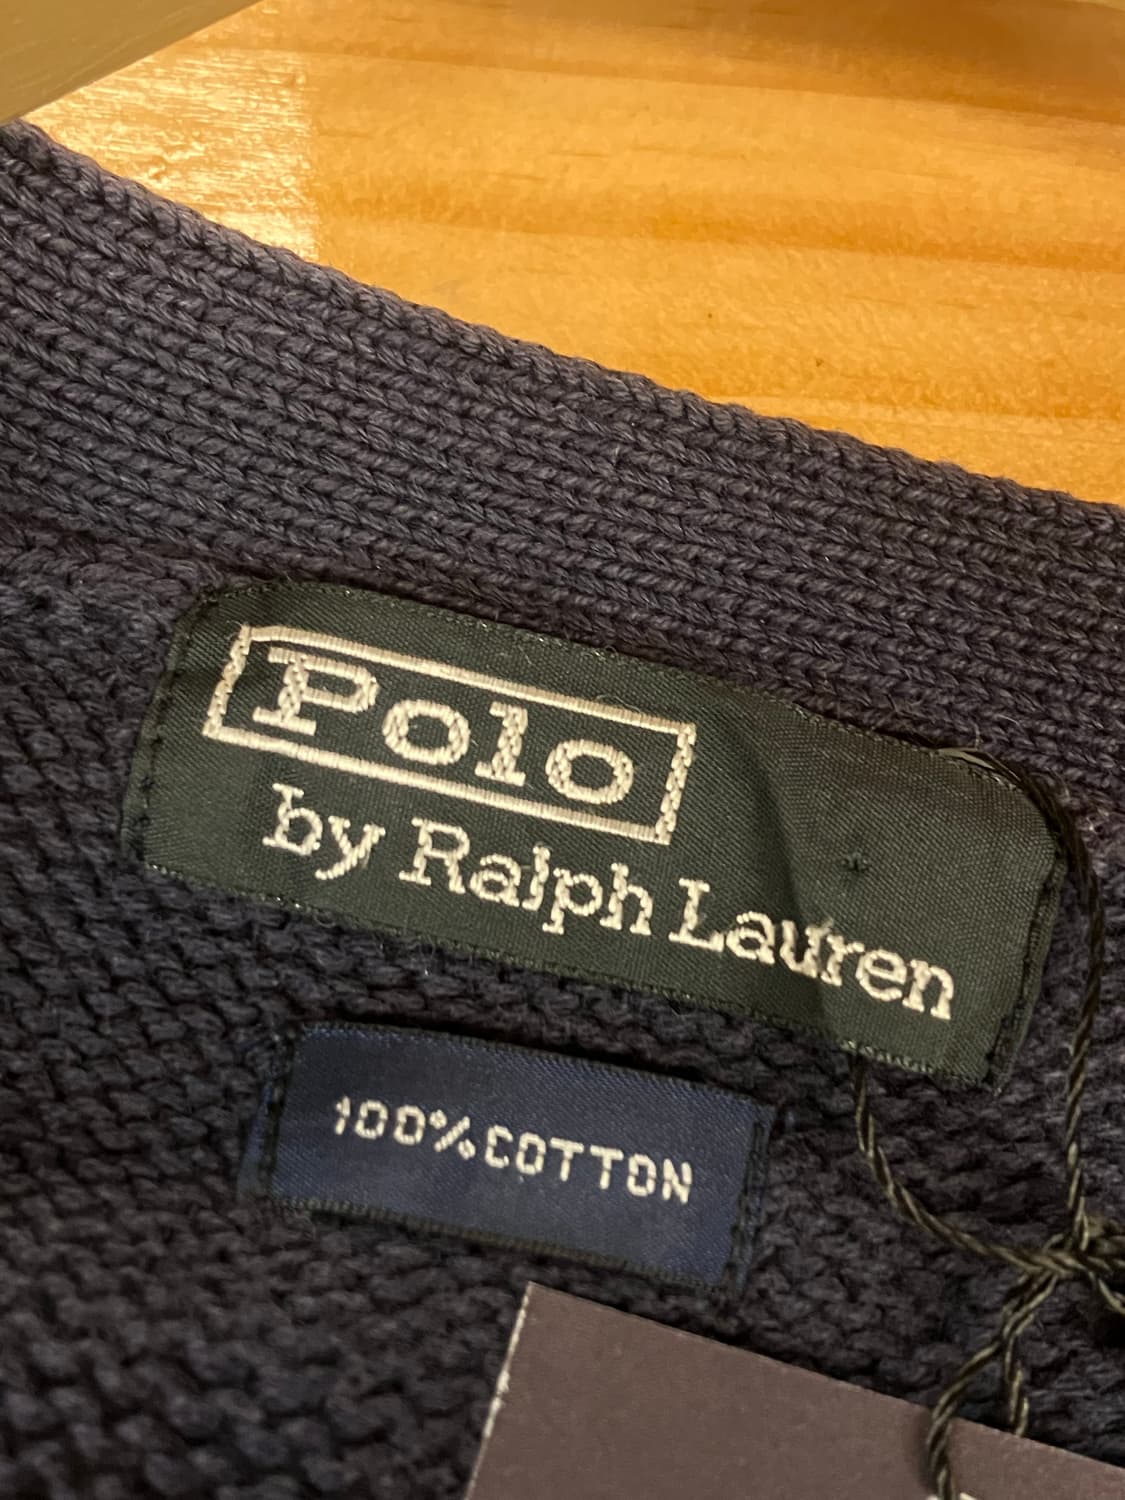 Polo
by Ralph Lauren
100% COTTON